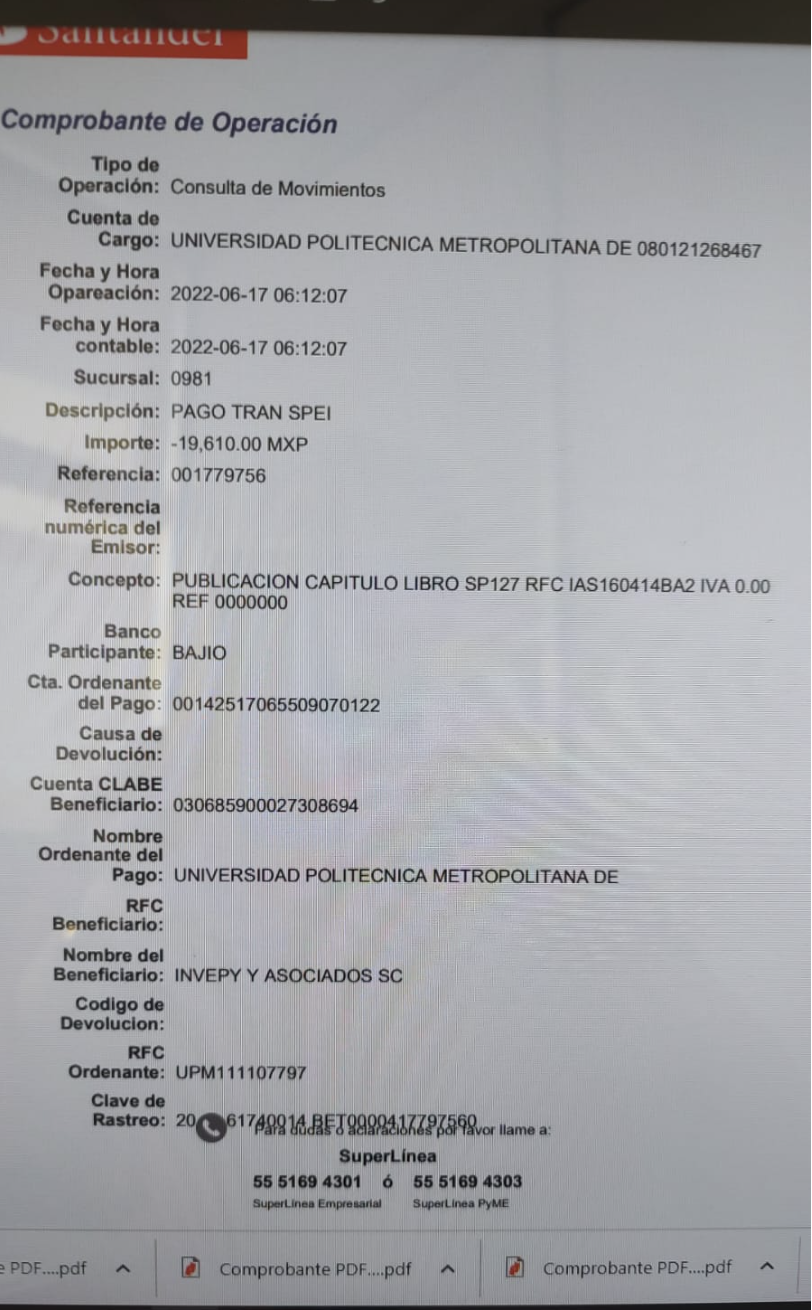 Santander
Comprobante de Operación
Tipo de
Operación: Consulta de Movimientos
Cuenta de
Cargo: UNIVERSIDAD POLITECNICA METROPOLITANA DE 080121268467
Fecha y Hora
Opareación: 2022-06-17 06:12:07
Fecha y Hora
contable: 2022-06-17 06:12:07
Sucursal: 0981
Descripción: PAGO TRAN SPEI
Importe: -19,610.00 MXP
Referencia: 001779756
Referencia
numérica del
Emisor:
Concepto: PUBLICACION CAPITULO LIBRO SP127 RFC IAS160414BA2 IVA 0.00
REF 0000000
Banco
Participante: BAJIO
Cta. Ordenante
del Pago: 00142517065509070122
Causa de
Devolución:
Cuenta CLABE
Beneficiario: 030685900027308694
Nombre
Ordenante del
Pago: UNIVERSIDAD POLITECNICA METROPOLITANA DE
RFC
Beneficiario:
Nombre del
Beneficiario: INVEPY Y ASOCIADOS SC
Codigo de
Devolucion:
RFC
Ordenante: UPM111107797
Clave de
Rastreo:
Para dudas o aclaraciones por favor llame a:
SuperLínea
55 5169 4301 ó 55 5169 4303
SuperLínea Empresarial SuperLínea PyME
e PDF....pdf Comprobante PDF....pdf Comprobante PDF....pdf